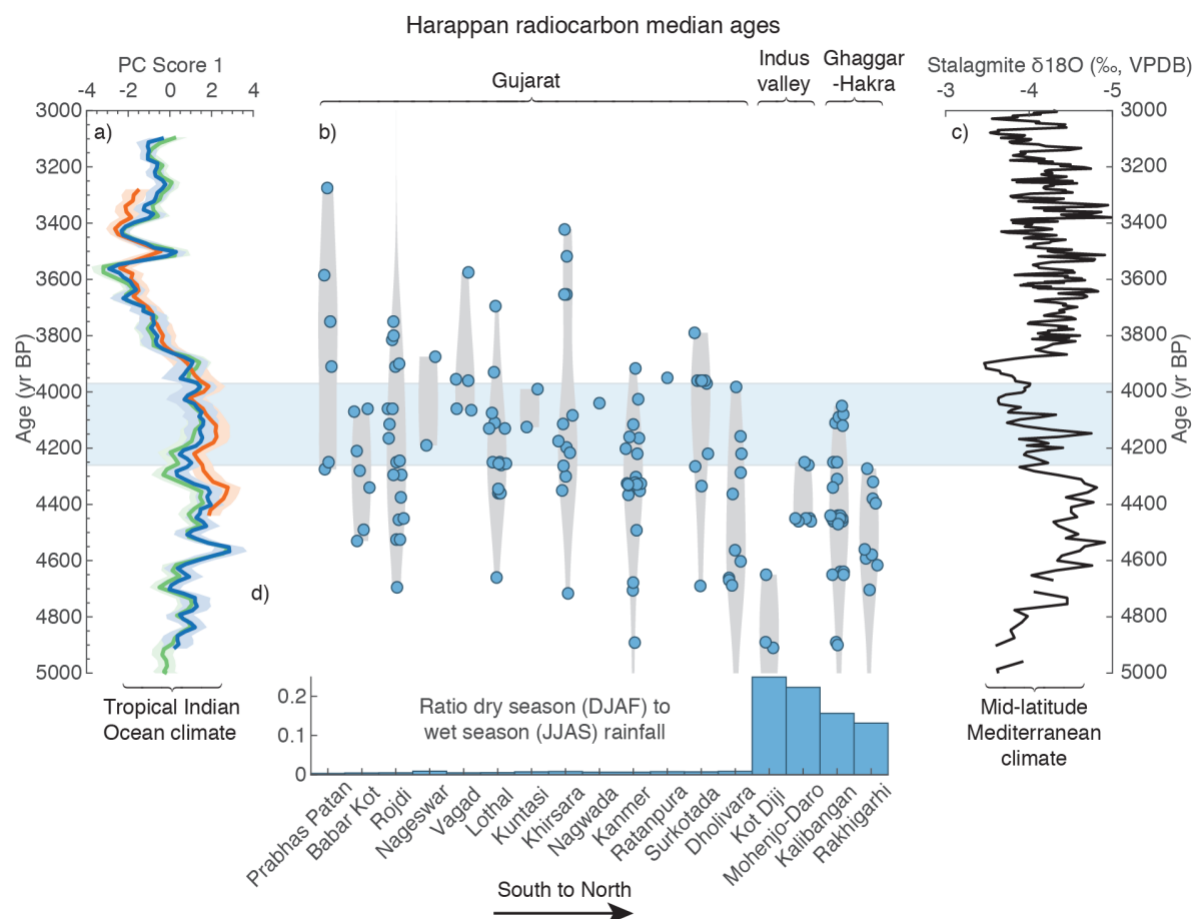 Harappan radiocarbon median ages
PC Score 1
-4 -2 0 2 4
Gujarat
Indus
valley
Ghaggar
-Hakra
Stalagmite δ18O (‰, VPDB)
-3 -4 -5
a)
b)
c)
d)
Age (yr BP)
3000
3200
3400
3600
3800
4000
4200
4400
4600
4800
5000
Age (yr BP)
3000
3200
3400
3600
3800
4000
4200
4400
4600
4800
5000
Tropical Indian
Ocean climate
Ratio dry season (DJAF) to
wet season (JJAS) rainfall
0.2
0.1
0
Mid-latitude
Mediterranean
climate
Prabhas Patan
Babar Kot
Rojdi
Nageswar
Vagad
Lothal
Kuntasi
Khirsara
Nagwada
Kanmer
Ratanpura
Surkotada
Dholivara
Kot Diji
Mohenjo-Daro
Kalibangan
Rakhigarhi
South to North